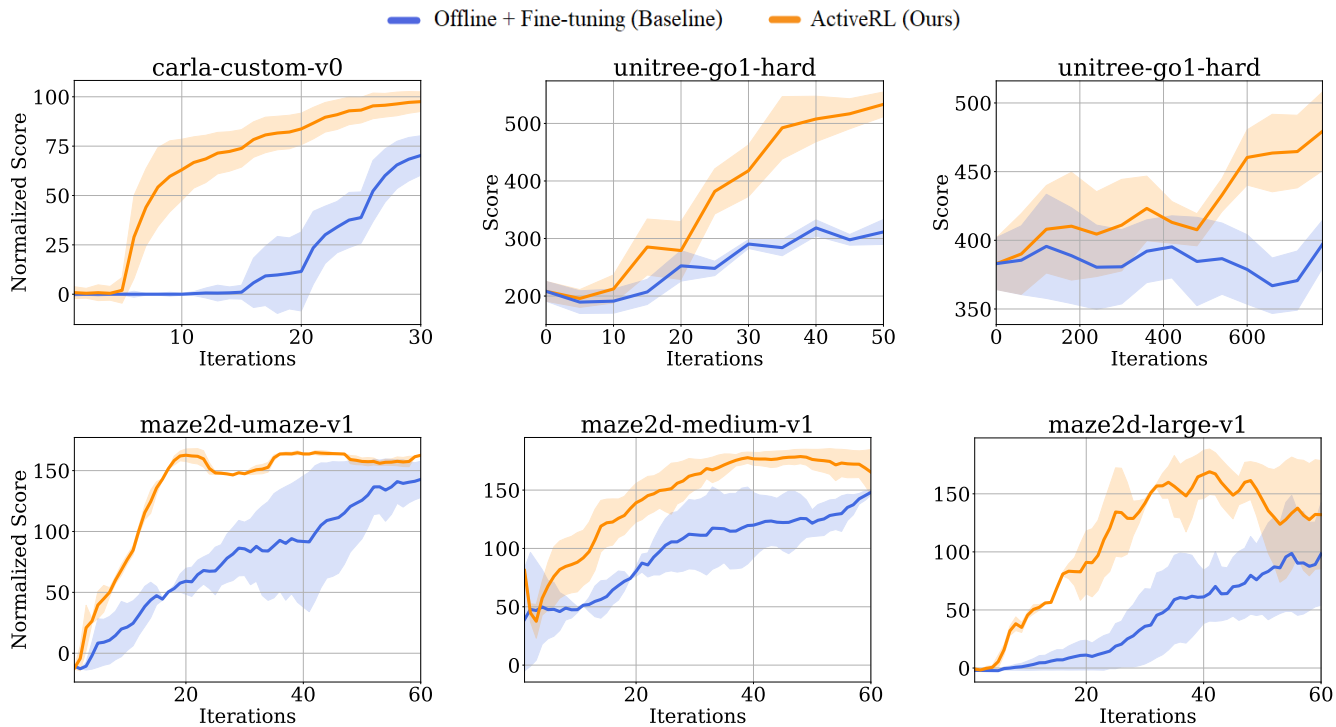 Offline + Fine-tuning (Baseline) ActiveRL (Ours)
carla-custom-v0
Normalized Score
100
75
50
25
0
10 20 30
Iterations
unitree-go1-hard
Score
500
400
300
200
0 10 20 30 40 50
Iterations
unitree-go1-hard
Score
500
450
400
350
0 200 400 600
Iterations
maze2d-umaze-v1
Normalized Score
150
100
50
0
20 40 60
Iterations
maze2d-medium-v1
150
100
50
0
20 40 60
Iterations
maze2d-large-v1
150
100
50
0
20 40 60
Iterations